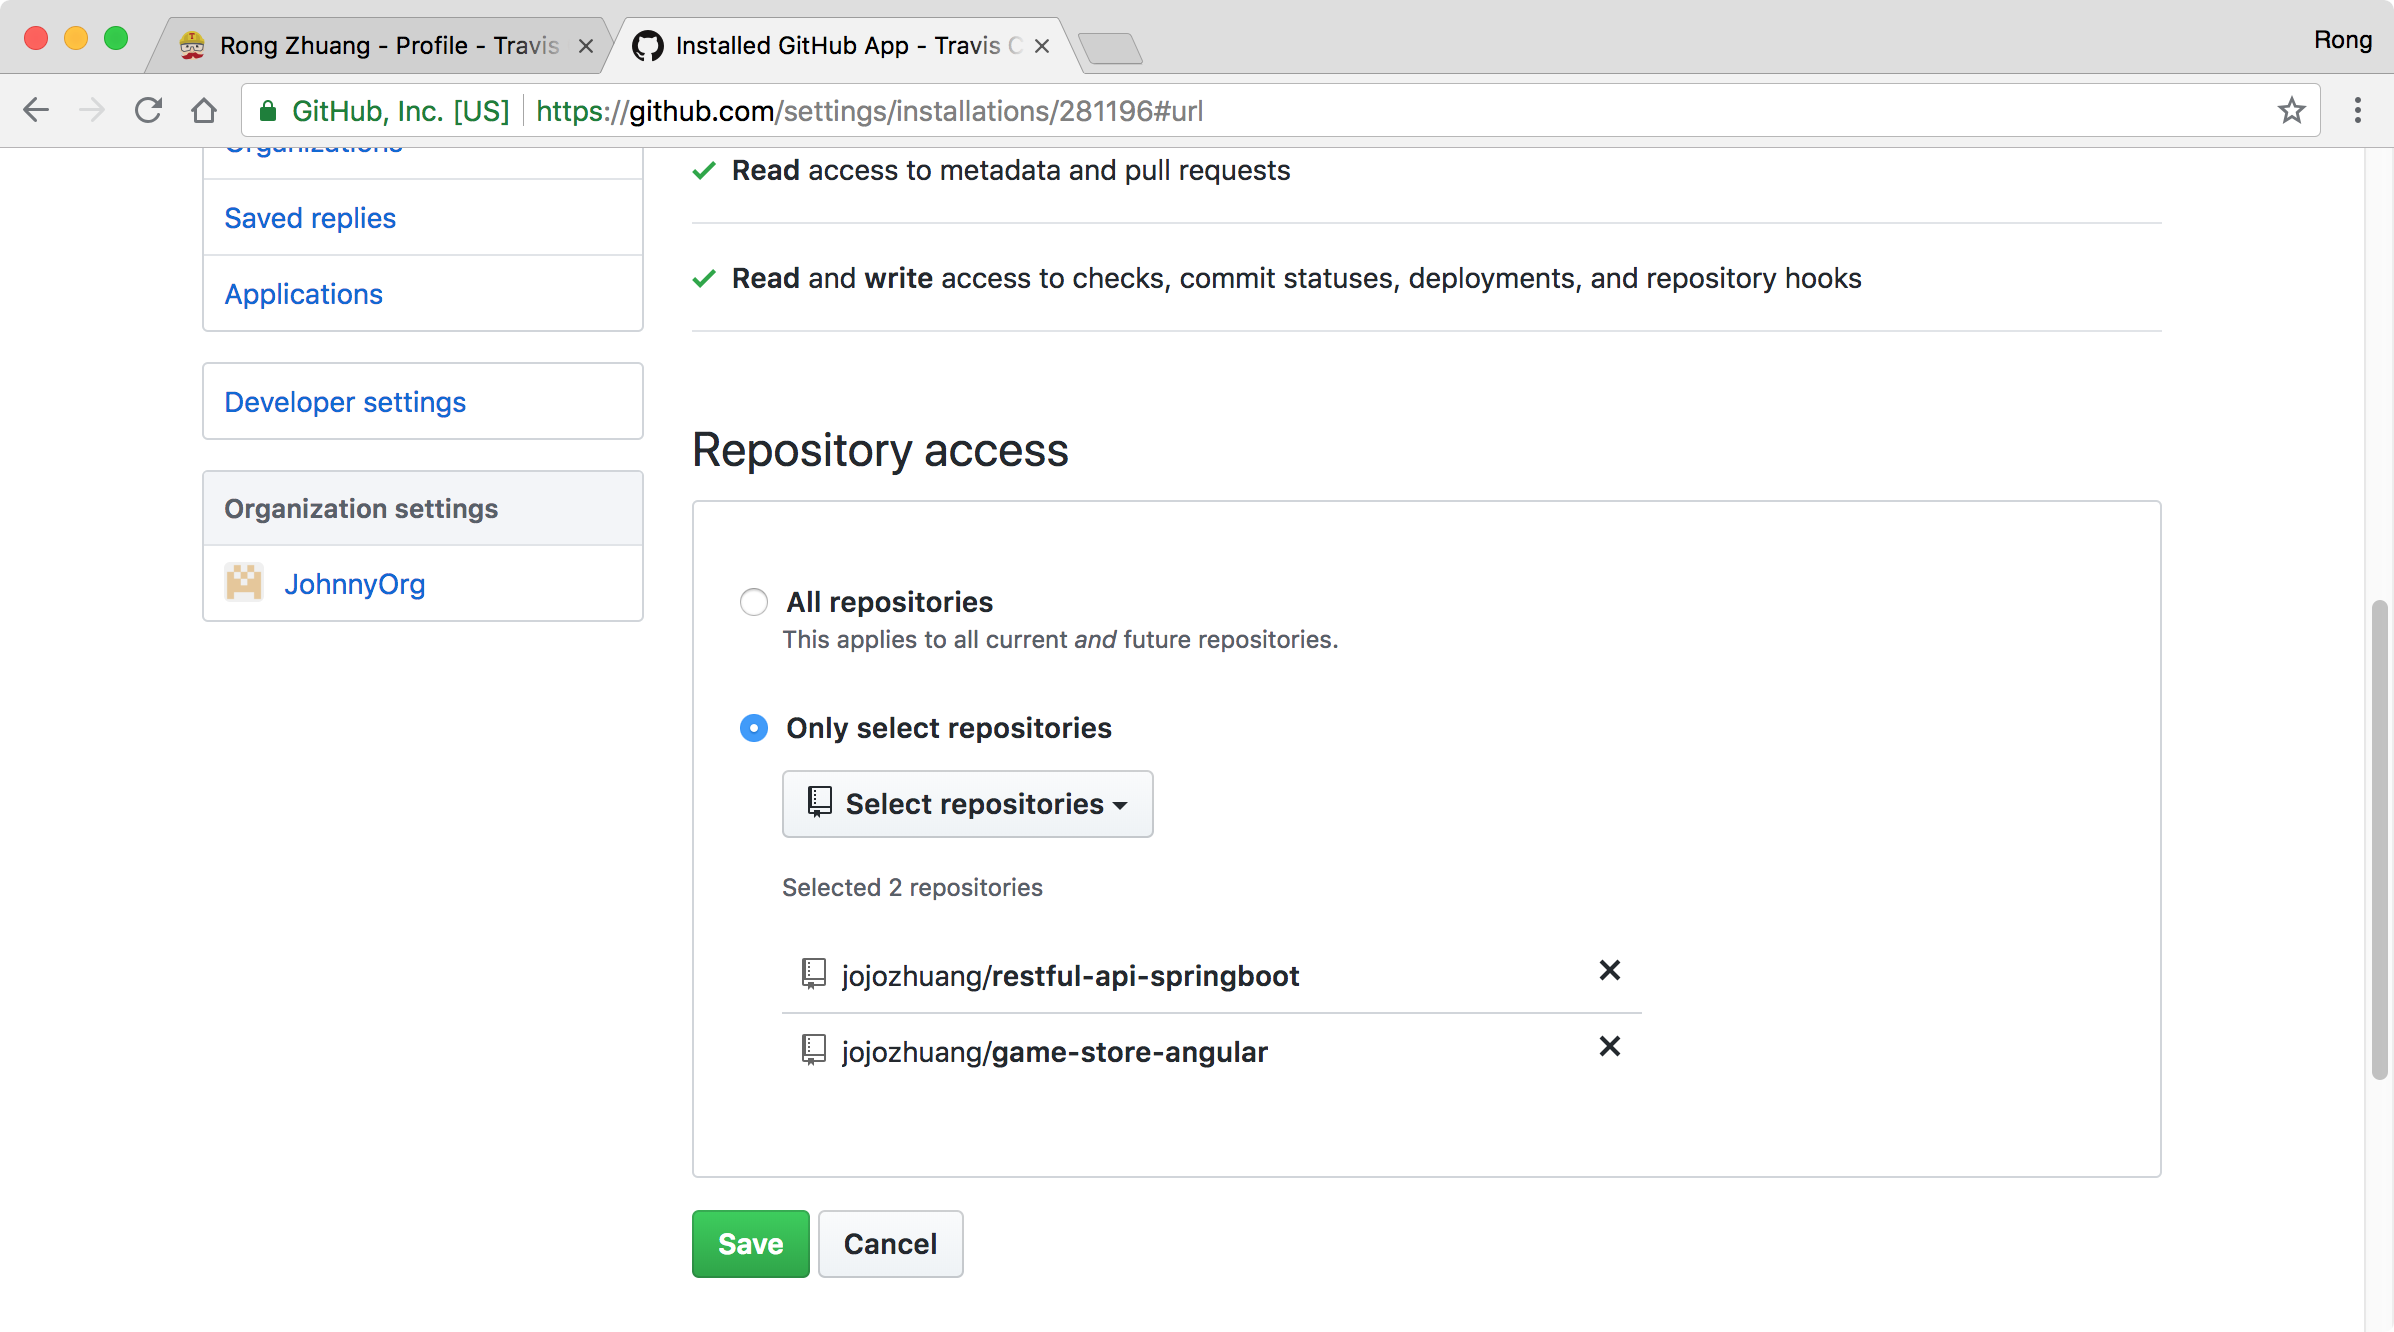 Rong Zhuang - Profile - Travis
Installed GitHub App - Travis C
Rong
GitHub, Inc. [US]
https://github.com/settings/installations/281196#url
Organizations
Saved replies
Applications
Developer settings
Organization settings
JohnnyOrg
Read access to metadata and pull requests
Read and write access to checks, commit statuses, deployments, and repository hooks
Repository access
All repositories
This applies to all current and future repositories.
Only select repositories
Select repositories
Selected 2 repositories
jojozhuang/restful-api-springboot
jojozhuang/game-store-angular
Save
Cancel